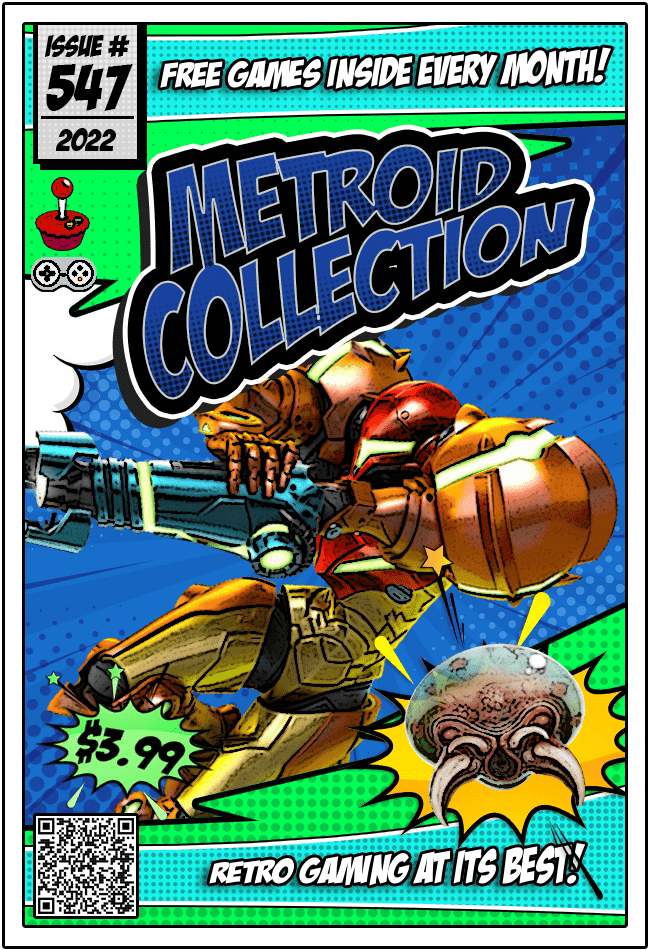 ISSUE #
547
2022
FREE GAMES INSIDE EVERY MONTH!
METROID
COLLECTION
$3.99
RETRO GAMING AT ITS BEST!